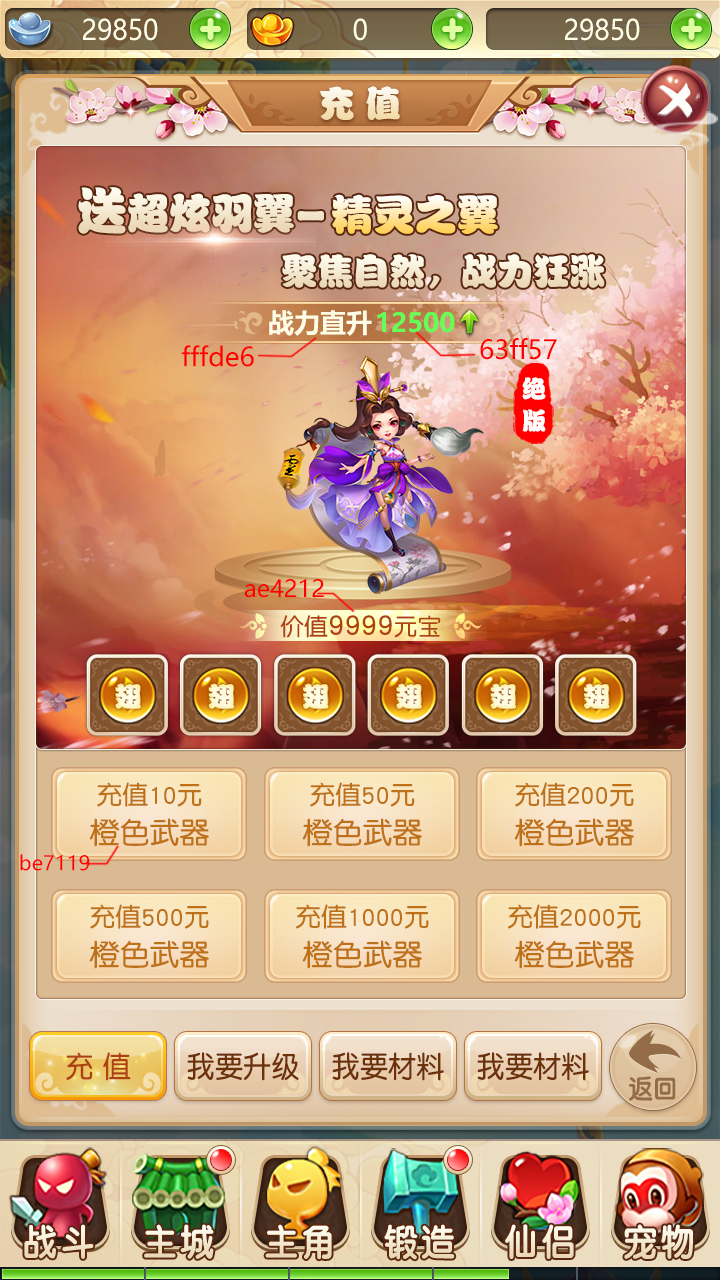 29850
0
29850
充值
送超炫羽翼-精灵之翼
聚焦自然，战力狂涨
战力直升12500
fffde6
63ff57
绝版
ae4212
价值9999元宝
翅 翅 翅 翅 翅 翅
充值10元
橙色武器
充值50元
橙色武器
充值200元
橙色武器
be7119
充值500元
橙色武器
充值1000元
橙色武器
充值2000元
橙色武器
充值
我要升级
我要材料
我要材料
返回
战斗
主城
主角
锻造
仙侣
宠物